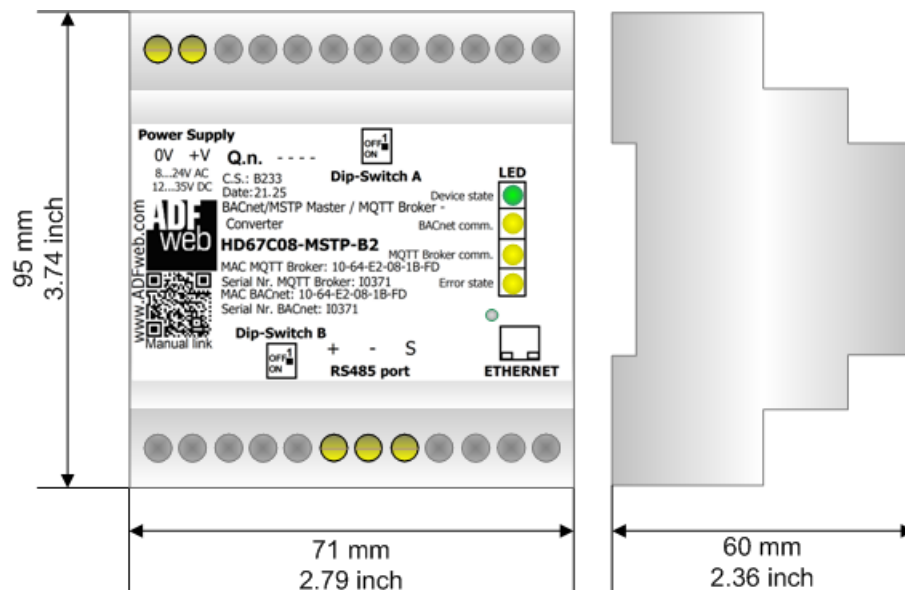 Power Supply
0V +V
8...24V AC
12...35V DC
Q.n. - - - -
OFF 1
ON
Dip-Switch A
C.S.: B233
Date: 21.25
BACnet/MSTP Master / MQTT Broker -
Converter
HD67C08-MSTP-B2
MAC MQTT Broker: 10-64-E2-08-1B-FD
Serial Nr. MQTT Broker: I0371
MAC BACnet: 10-64-E2-08-1B-FD
Serial Nr. BACnet: I0371
LED
Device state
BACnet comm.
MQTT Broker comm.
Error state
www.ADFweb.com
ADF
web
Manual link
Dip-Switch B
OFF 1
ON
+ - S
RS485 port
ETHERNET
95 mm
3.74 inch
71 mm
2.79 inch
60 mm
2.36 inch